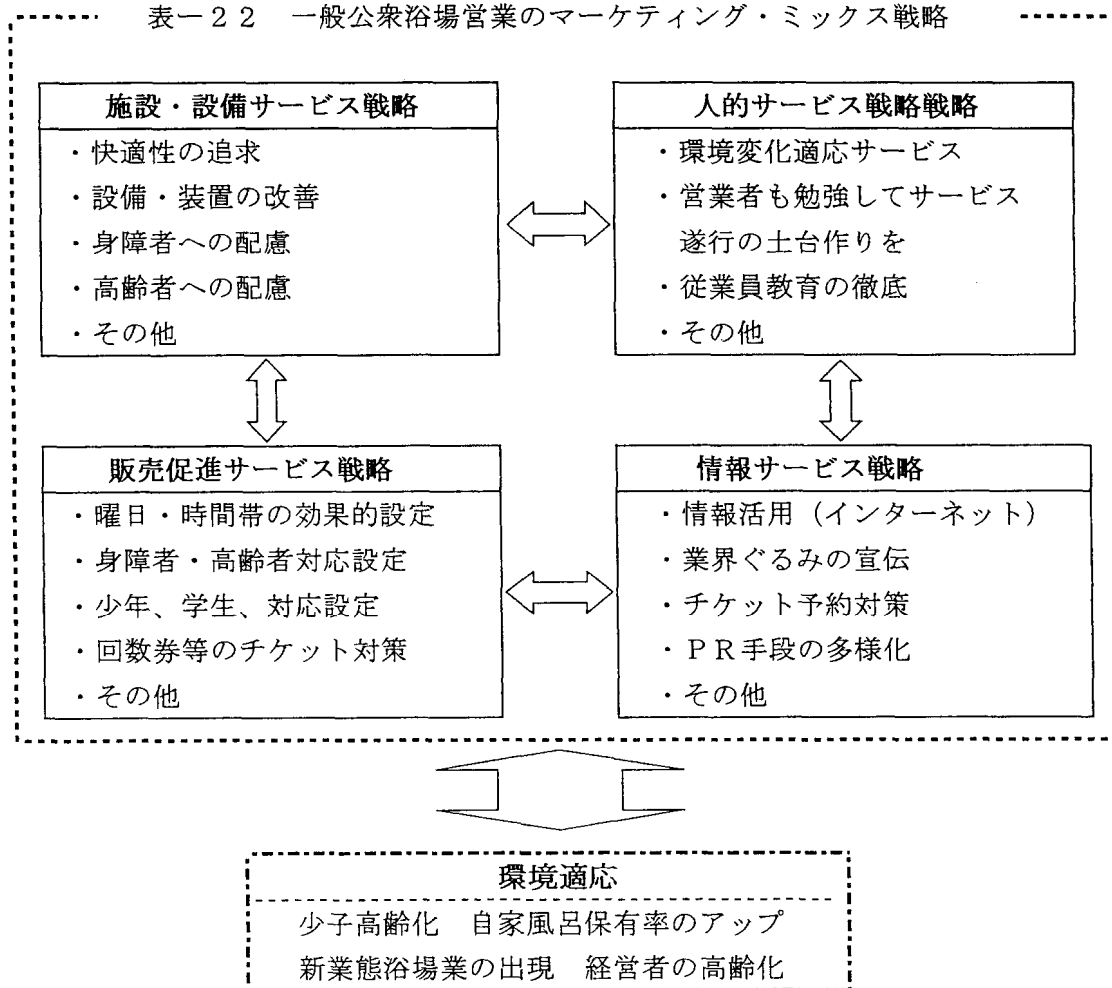 表－２２　一般公衆浴場営業のマーケティング・ミックス戦略
施設・設備サービス戦略
・快適性の追求
・設備・装置の改善
・身障者への配慮
・高齢者への配慮
・その他
人的サービス戦略戦略
・環境変化適応サービス
・営業者も勉強してサービス
遂行の土台作りを
・従業員教育の徹底
・その他
販売促進サービス戦略
・曜日・時間帯の効果的設定
・身障者・高齢者対応設定
・少年、学生、対応設定
・回数券等のチケット対策
・その他
情報サービス戦略
・情報活用（インターネット）
・業界ぐるみの宣伝
・チケット予約対策
・ＰＲ手段の多様化
・その他
環境適応
少子高齢化　自家風呂保有率のアップ
新業態浴場業の出現　経営者の高齢化